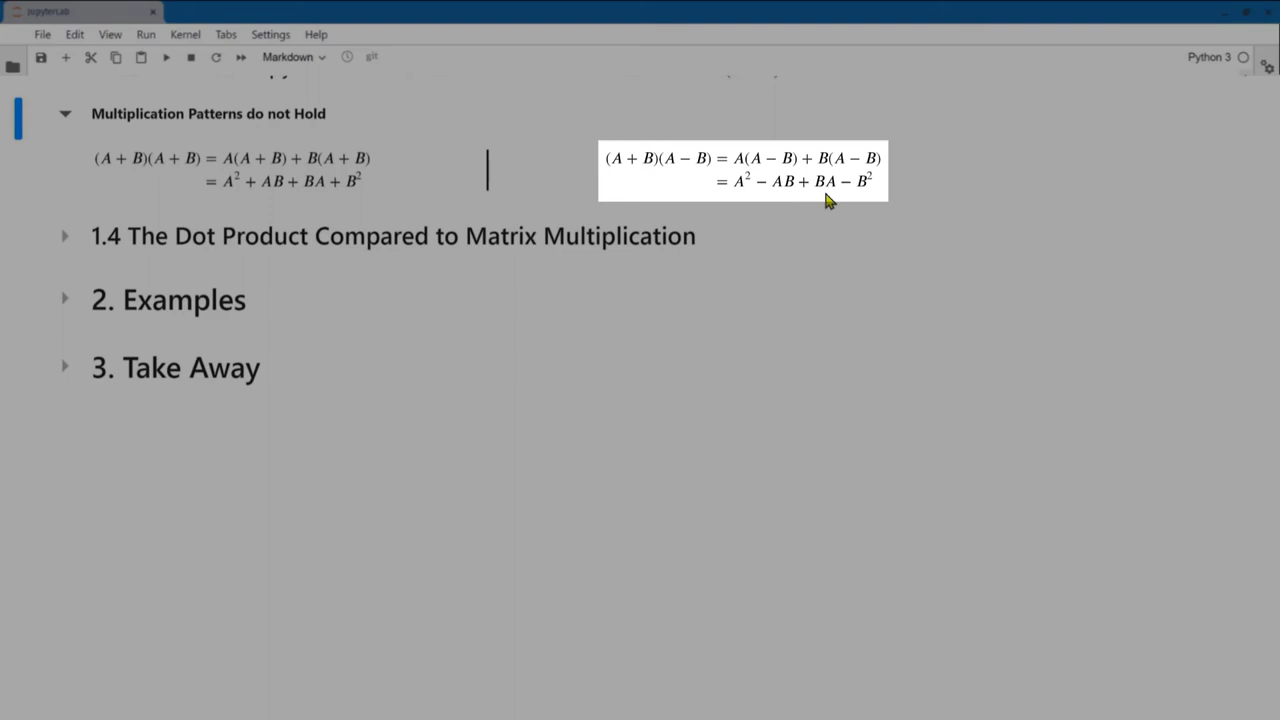 JupyterLab
File Edit View Run Kernel Tabs Settings Help
Markdown git Python 3
Multiplication Patterns do not Hold
(A + B)(A + B) = A(A + B) + B(A + B)
= A² + AB + BA + B²
(A + B)(A − B) = A(A − B) + B(A − B)
= A² − AB + BA − B²
1.4 The Dot Product Compared to Matrix Multiplication
2. Examples
3. Take Away